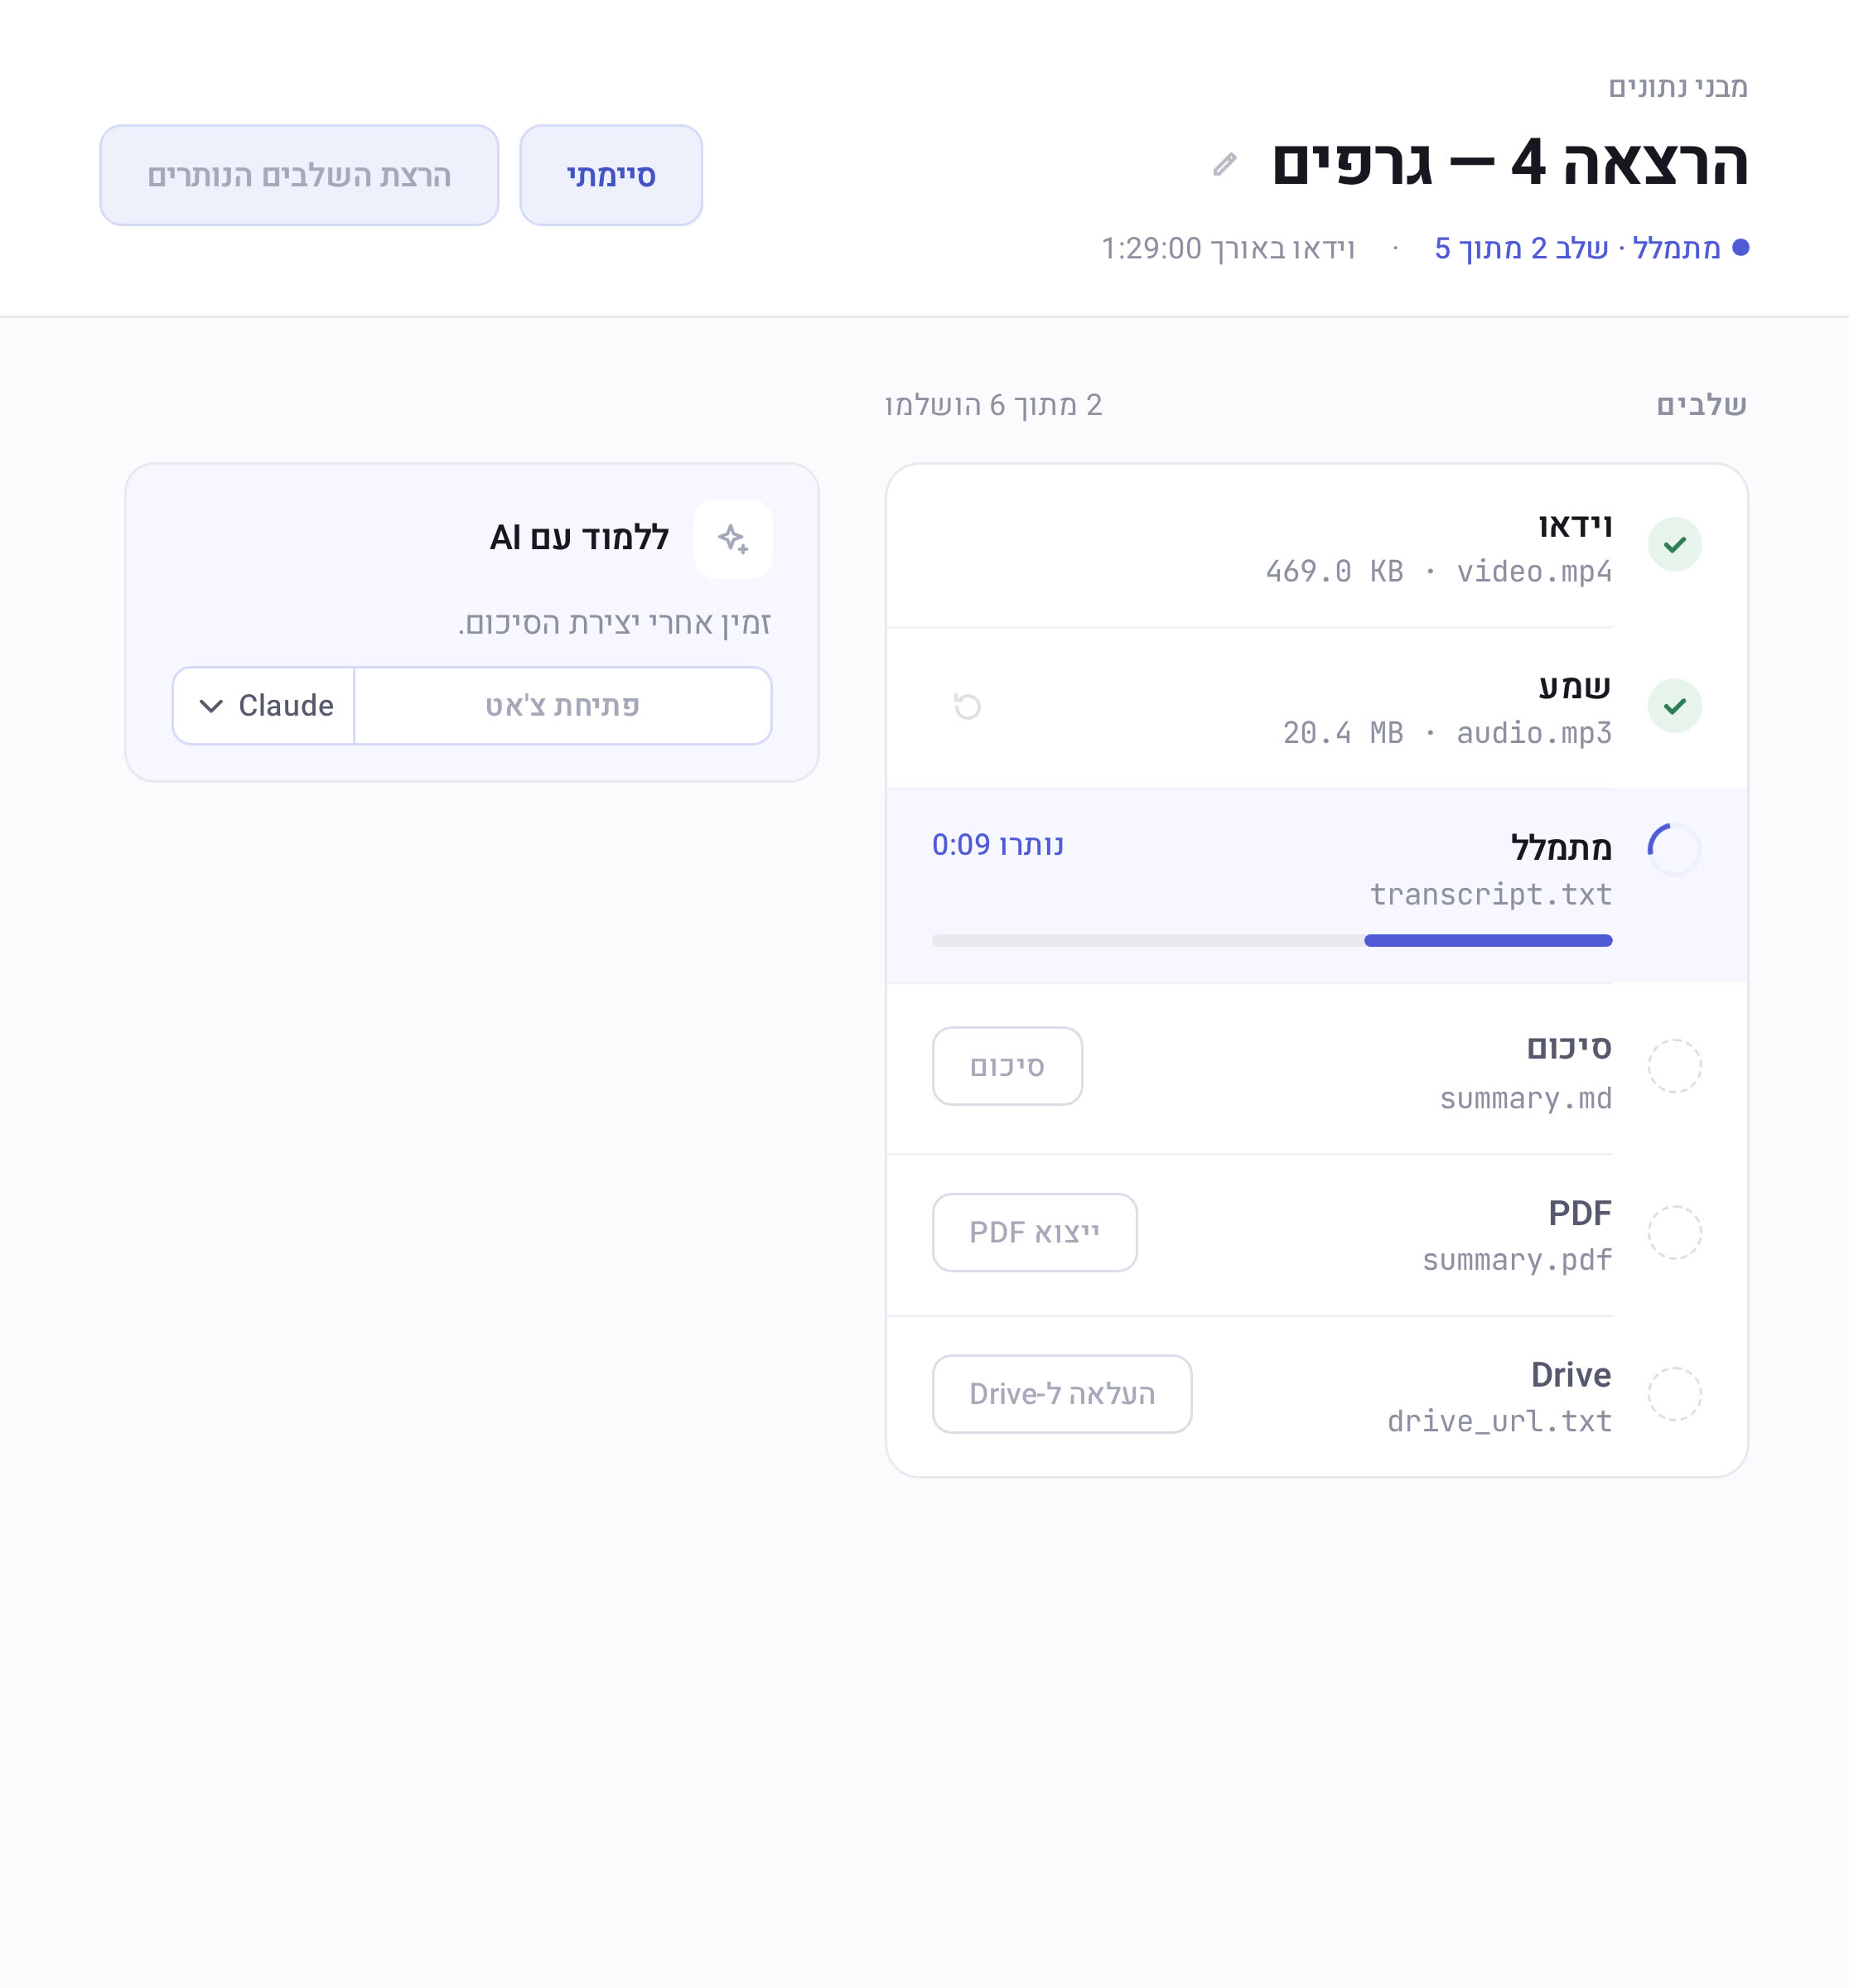 מבני נתונים
הרצאה 4 — גרפים
מתמלל · שלב 2 מתוך 5 · וידאו באורך 1:29:00
סיימתי
הרצת השלבים הנותרים
שלבים
2 מתוך 6 הושלמו
וידאו
469.0 KB · video.mp4
שמע
20.4 MB · audio.mp3
מתמלל
נותרו 0:09
transcript.txt
סיכום
summary.md
סיכום
PDF
summary.pdf
ייצוא PDF
Drive
drive_url.txt
העלאה ל-Drive
ללמוד עם AI
זמין אחרי יצירת הסיכום.
פתיחת צ'אט
Claude